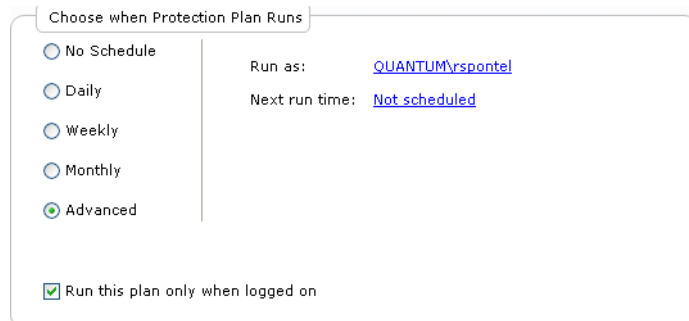 Choose when Protection Plan Runs
No Schedule
Daily
Weekly
Monthly
Advanced
Run as: QUANTUM\rspontel
Next run time: Not scheduled
Run this plan only when logged on